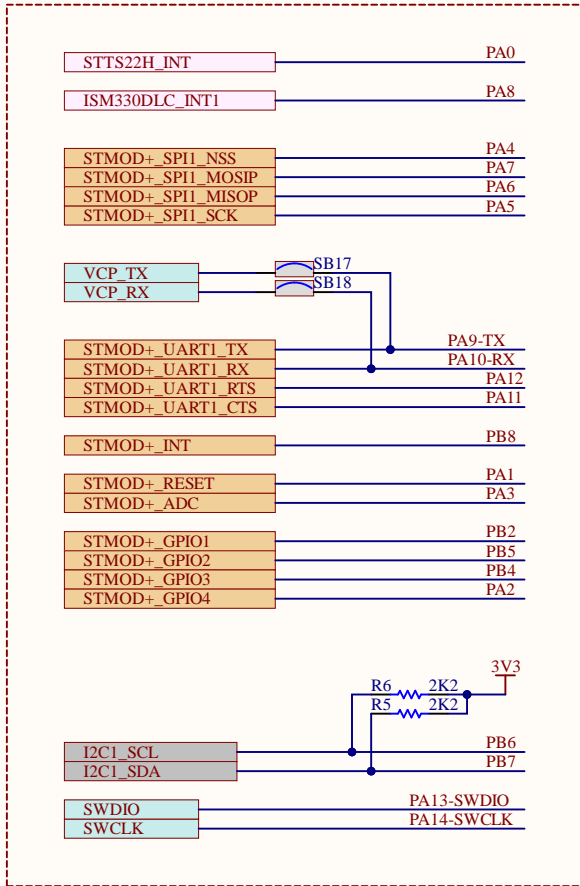 STTS22H_INT PA0
ISM330DLC_INT1 PA8
STMOD+_SPI1_NSS PA4
STMOD+_SPI1_MOSIP PA7
STMOD+_SPI1_MISOP PA6
STMOD+_SPI1_SCK PA5
VCP_TX SB17
VCP_RX SB18
STMOD+_UART1_TX PA9-TX
STMOD+_UART1_RX PA10-RX
STMOD+_UART1_RTS PA12
STMOD+_UART1_CTS PA11
STMOD+_INT PB8
STMOD+_RESET PA1
STMOD+_ADC PA3
STMOD+_GPIO1 PB2
STMOD+_GPIO2 PB5
STMOD+_GPIO3 PB4
STMOD+_GPIO4 PA2
3V3
R6 2K2
R5 2K2
I2C1_SCL PB6
I2C1_SDA PB7
SWDIO PA13-SWDIO
SWCLK PA14-SWCLK